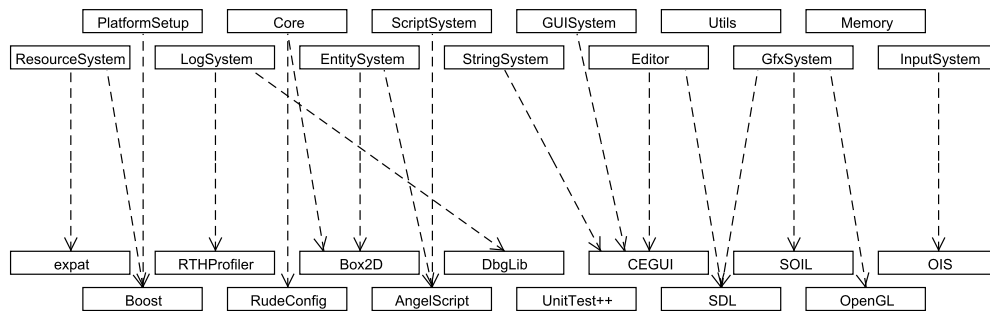 PlatformSetup Core ScriptSystem GUISystem Utils Memory
ResourceSystem LogSystem EntitySystem StringSystem Editor GfxSystem InputSystem
expat RTHProfiler Box2D DbgLib CEGUI SOIL OIS
Boost RudeConfig AngelScript UnitTest++ SDL OpenGL